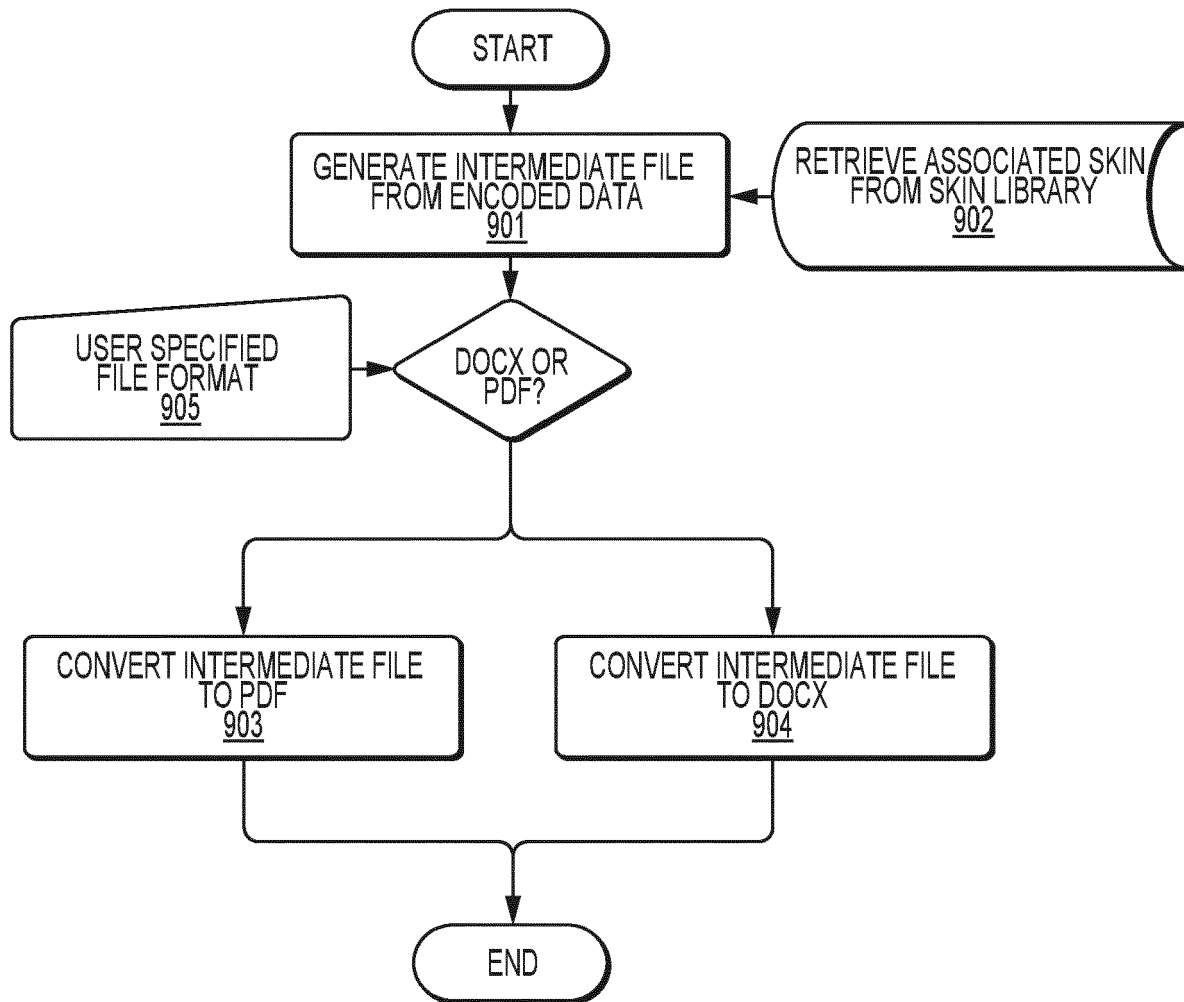 START
GENERATE INTERMEDIATE FILE
FROM ENCODED DATA
901
RETRIEVE ASSOCIATED SKIN
FROM SKIN LIBRARY
902
USER SPECIFIED
FILE FORMAT
905
DOCX OR
PDF?
CONVERT INTERMEDIATE FILE
TO PDF
903
CONVERT INTERMEDIATE FILE
TO DOCX
904
END